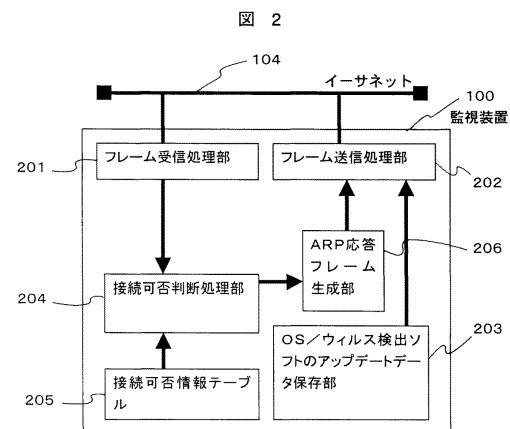 図 2
104
イーサネット
100
監視装置
201
フレーム受信処理部
フレーム送信処理部
202
ARP応答
フレーム
生成部
206
204
接続可否判断処理部
OS/ウィルス検出ソ
フトのアップデートデー
タ保存部
203
接続可否情報テーブ
ル
205